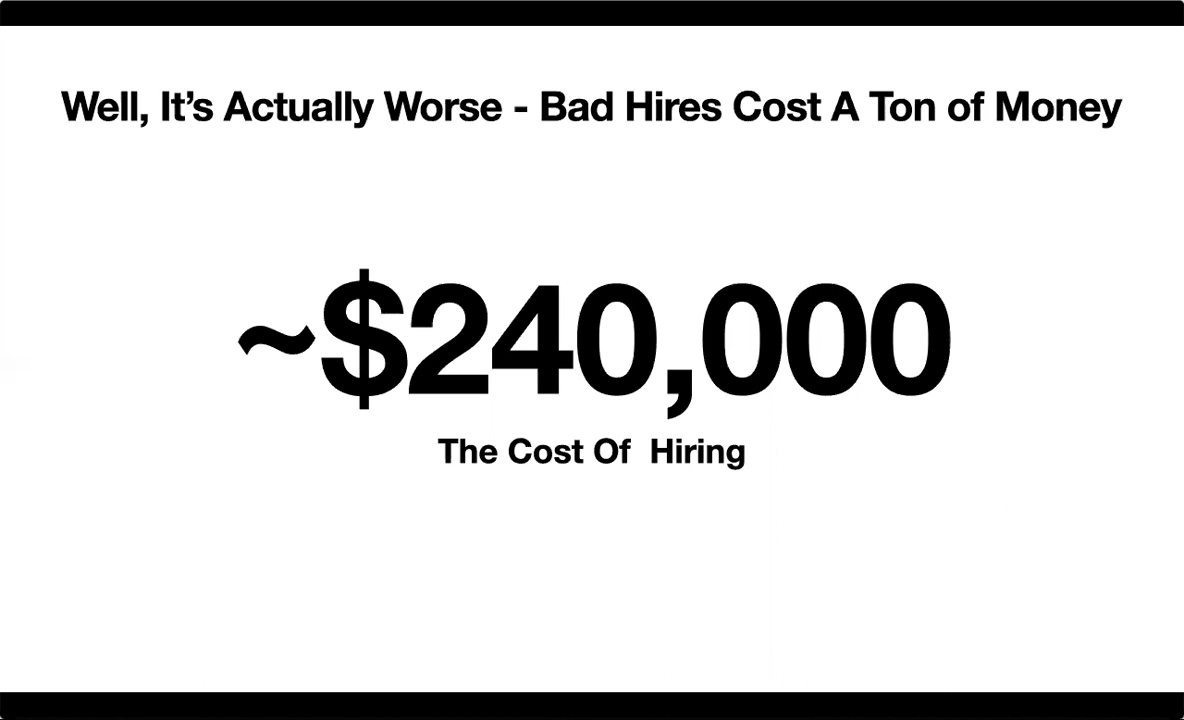 Well, It’s Actually Worse - Bad Hires Cost A Ton of Money
~$240,000
The Cost Of  Hiring